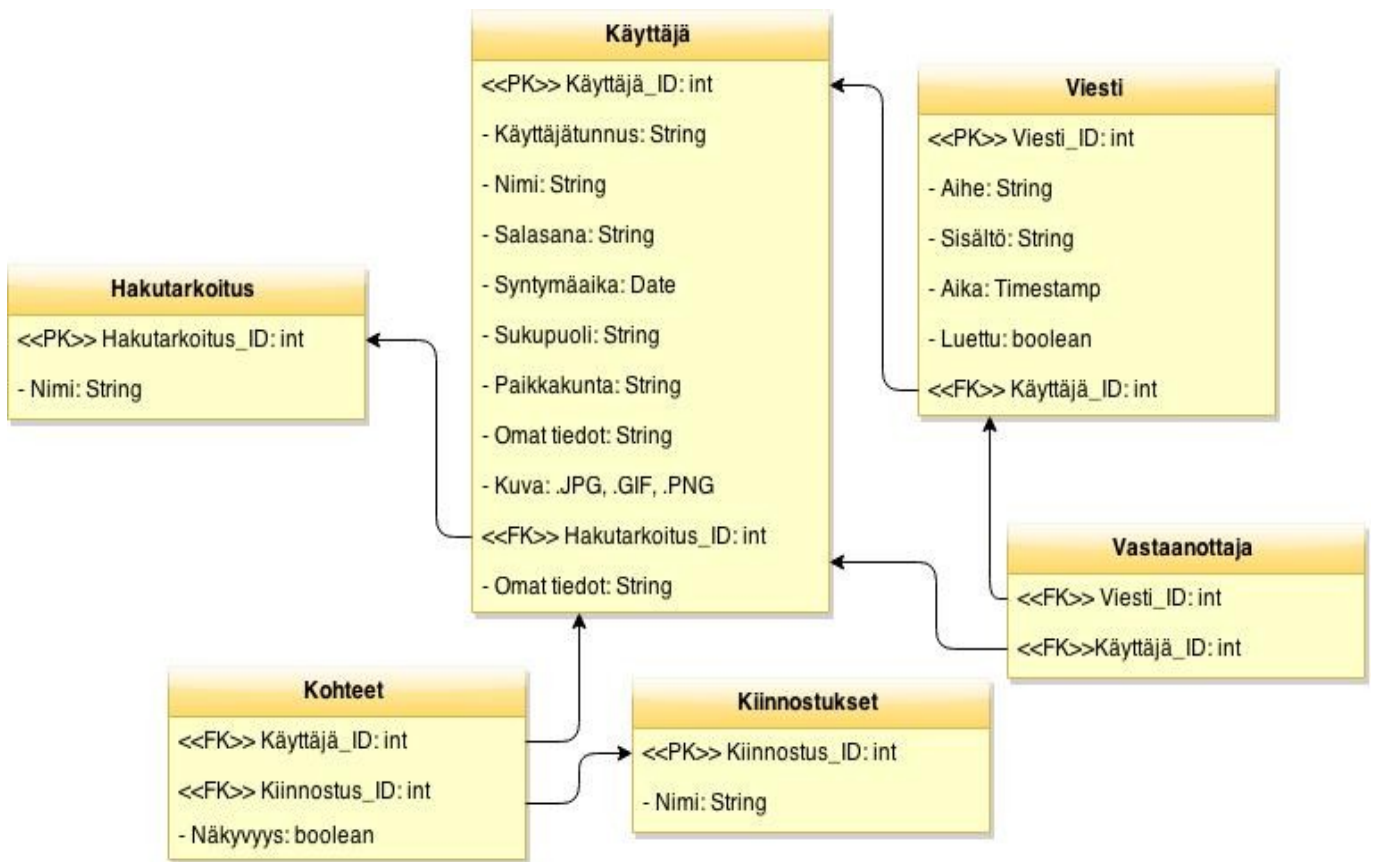 Käyttäjä
<<PK>> Käyttäjä_ID: int
- Käyttäjätunnus: String
- Nimi: String
- Salasana: String
- Syntymäaika: Date
- Sukupuoli: String
- Paikkakunta: String
- Omat tiedot: String
- Kuva: .JPG, .GIF, .PNG
<<FK>> Hakutarkoitus_ID: int
- Omat tiedot: String
Viesti
<<PK>> Viesti_ID: int
- Aihe: String
- Sisältö: String
- Aika: Timestamp
- Luettu: boolean
<<FK>> Käyttäjä_ID: int
Hakutarkoitus
<<PK>> Hakutarkoitus_ID: int
- Nimi: String
Vastaanottaja
<<FK>> Viesti_ID: int
<<FK>>Käyttäjä_ID: int
Kohteet
<<FK>> Käyttäjä_ID: int
<<FK>> Kiinnostus_ID: int
- Näkyvyys: boolean
Kiinnostukset
<<PK>> Kiinnostus_ID: int
- Nimi: String